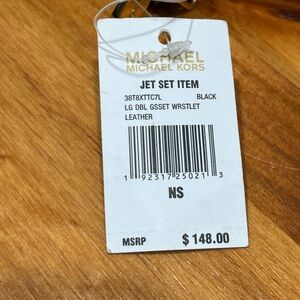 MICHAEL
MICHAEL KORS
JET SET ITEM
38T8XTTC7L BLACK
LG DBL GSSET WRSTLET
LEATHER
1 92317 25021 3
NS
MSRP $ 148.00